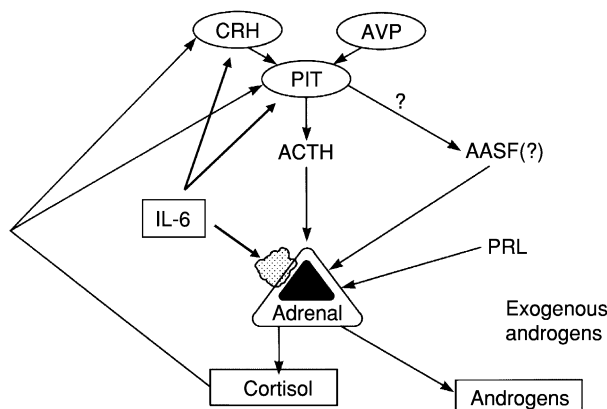 CRH
AVP
PIT
?
ACTH
AASF(?)
IL-6
PRL
Adrenal
Exogenous
androgens
Cortisol
Androgens